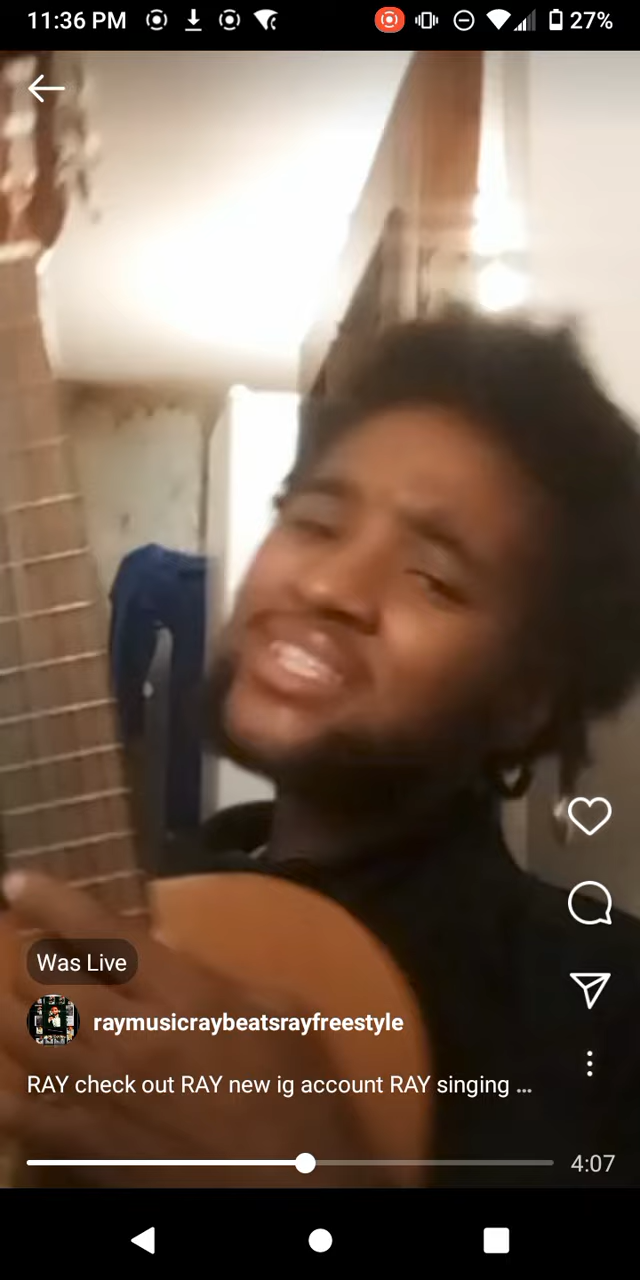 11:36 PM 27%
Was Live
raymusicraybeatsrayfreestyle
RAY check out RAY new ig account RAY singing ...
4:07